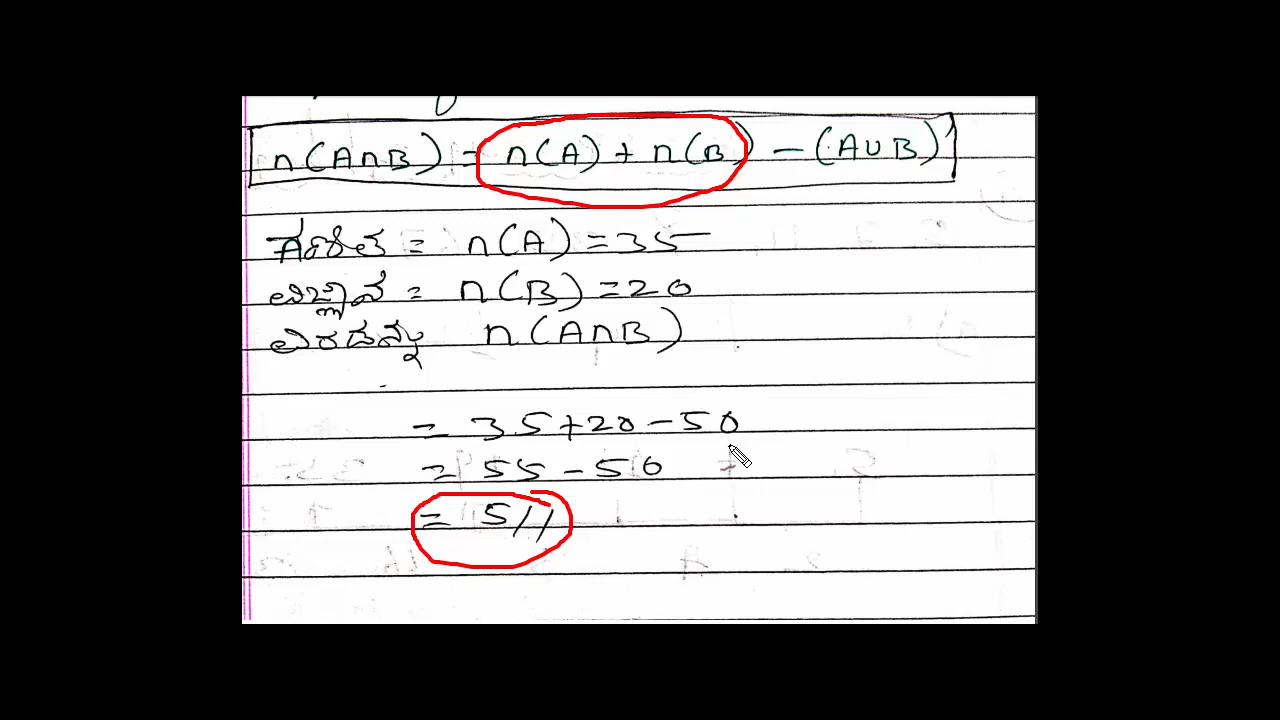 n(A∩B) = n(A) + n(B) - (A∪B)
ಗಣಿತ = n(A) = 35
ವಿಜ್ಞಾನ = n(B) = 20
ಎರಡನ್ನು n(A∩B)
= 35+20-50
= 55-50
= 5//